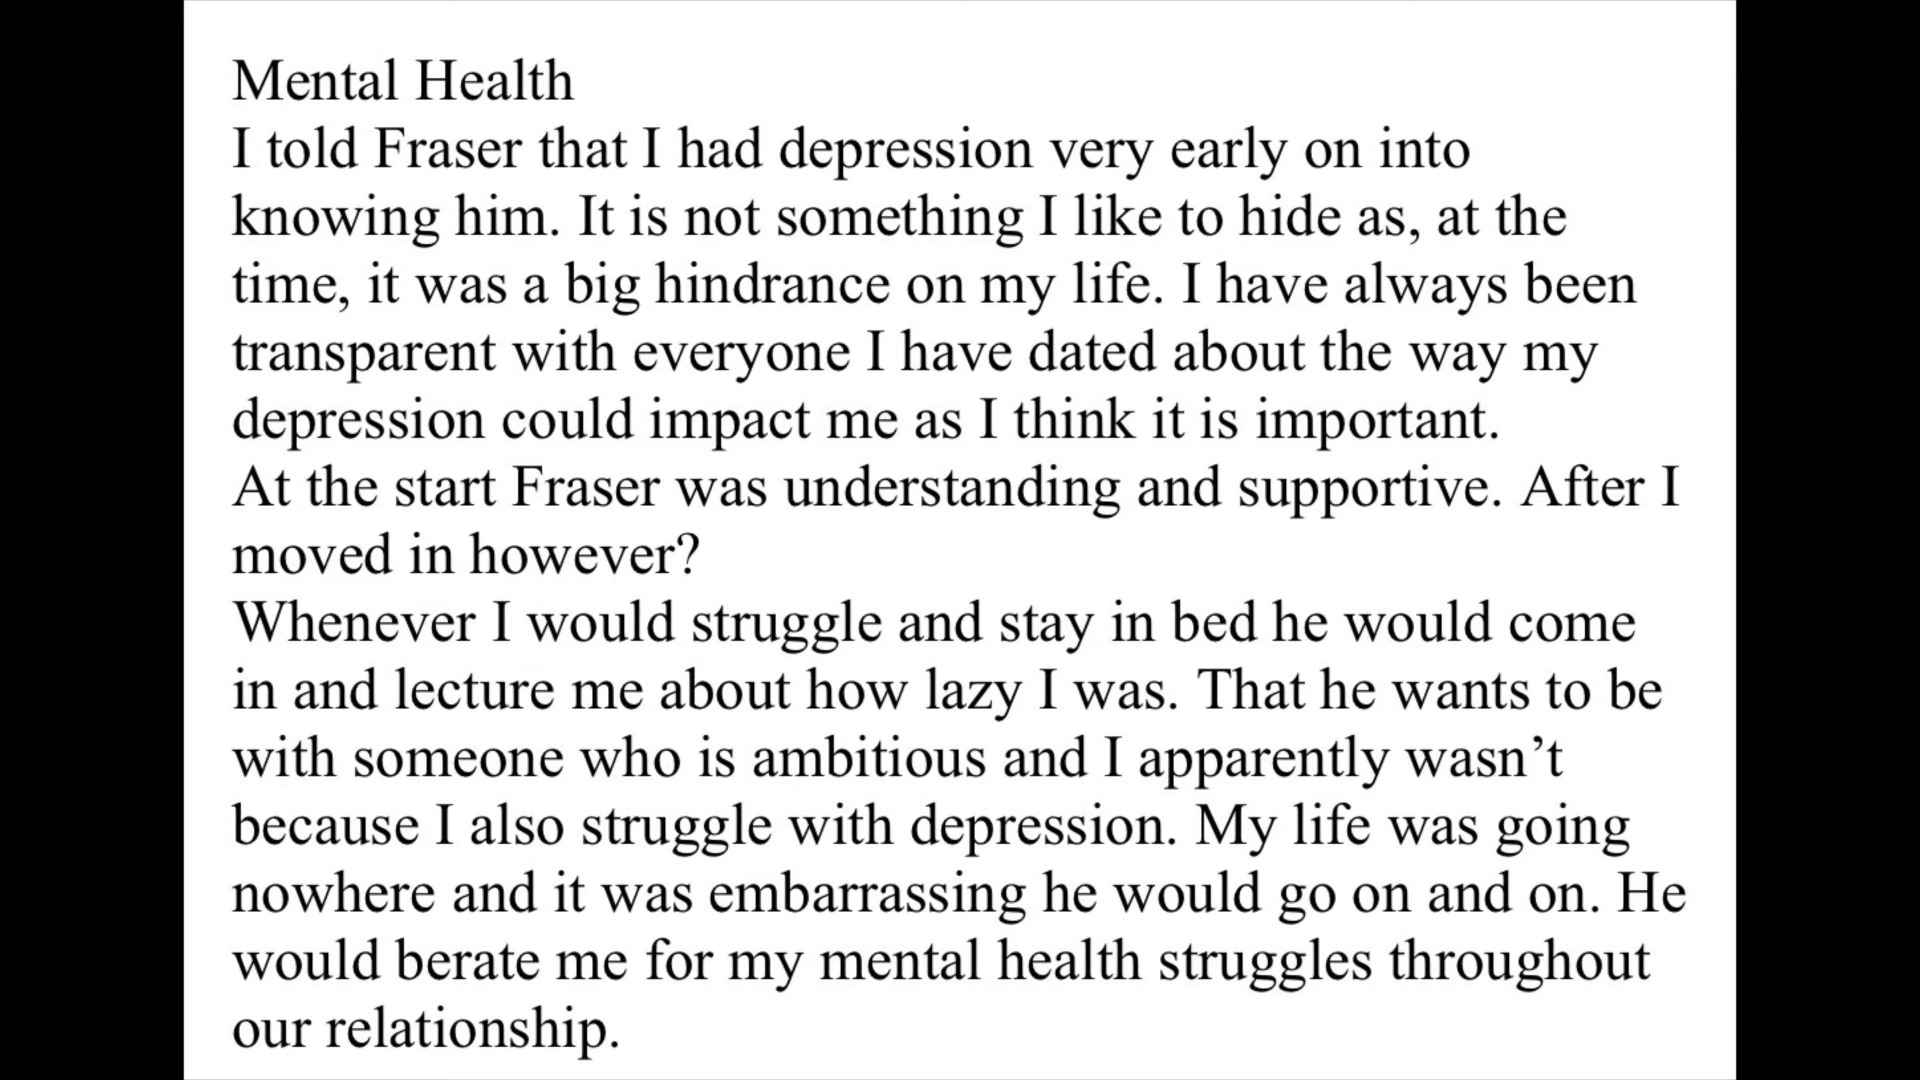 Mental Health
I told Fraser that I had depression very early on into
knowing him. It is not something I like to hide as, at the
time, it was a big hindrance on my life. I have always been
transparent with everyone I have dated about the way my
depression could impact me as I think it is important.
At the start Fraser was understanding and supportive. After I
moved in however?
Whenever I would struggle and stay in bed he would come
in and lecture me about how lazy I was. That he wants to be
with someone who is ambitious and I apparently wasn’t
because I also struggle with depression. My life was going
nowhere and it was embarrassing he would go on and on. He
would berate me for my mental health struggles throughout
our relationship.